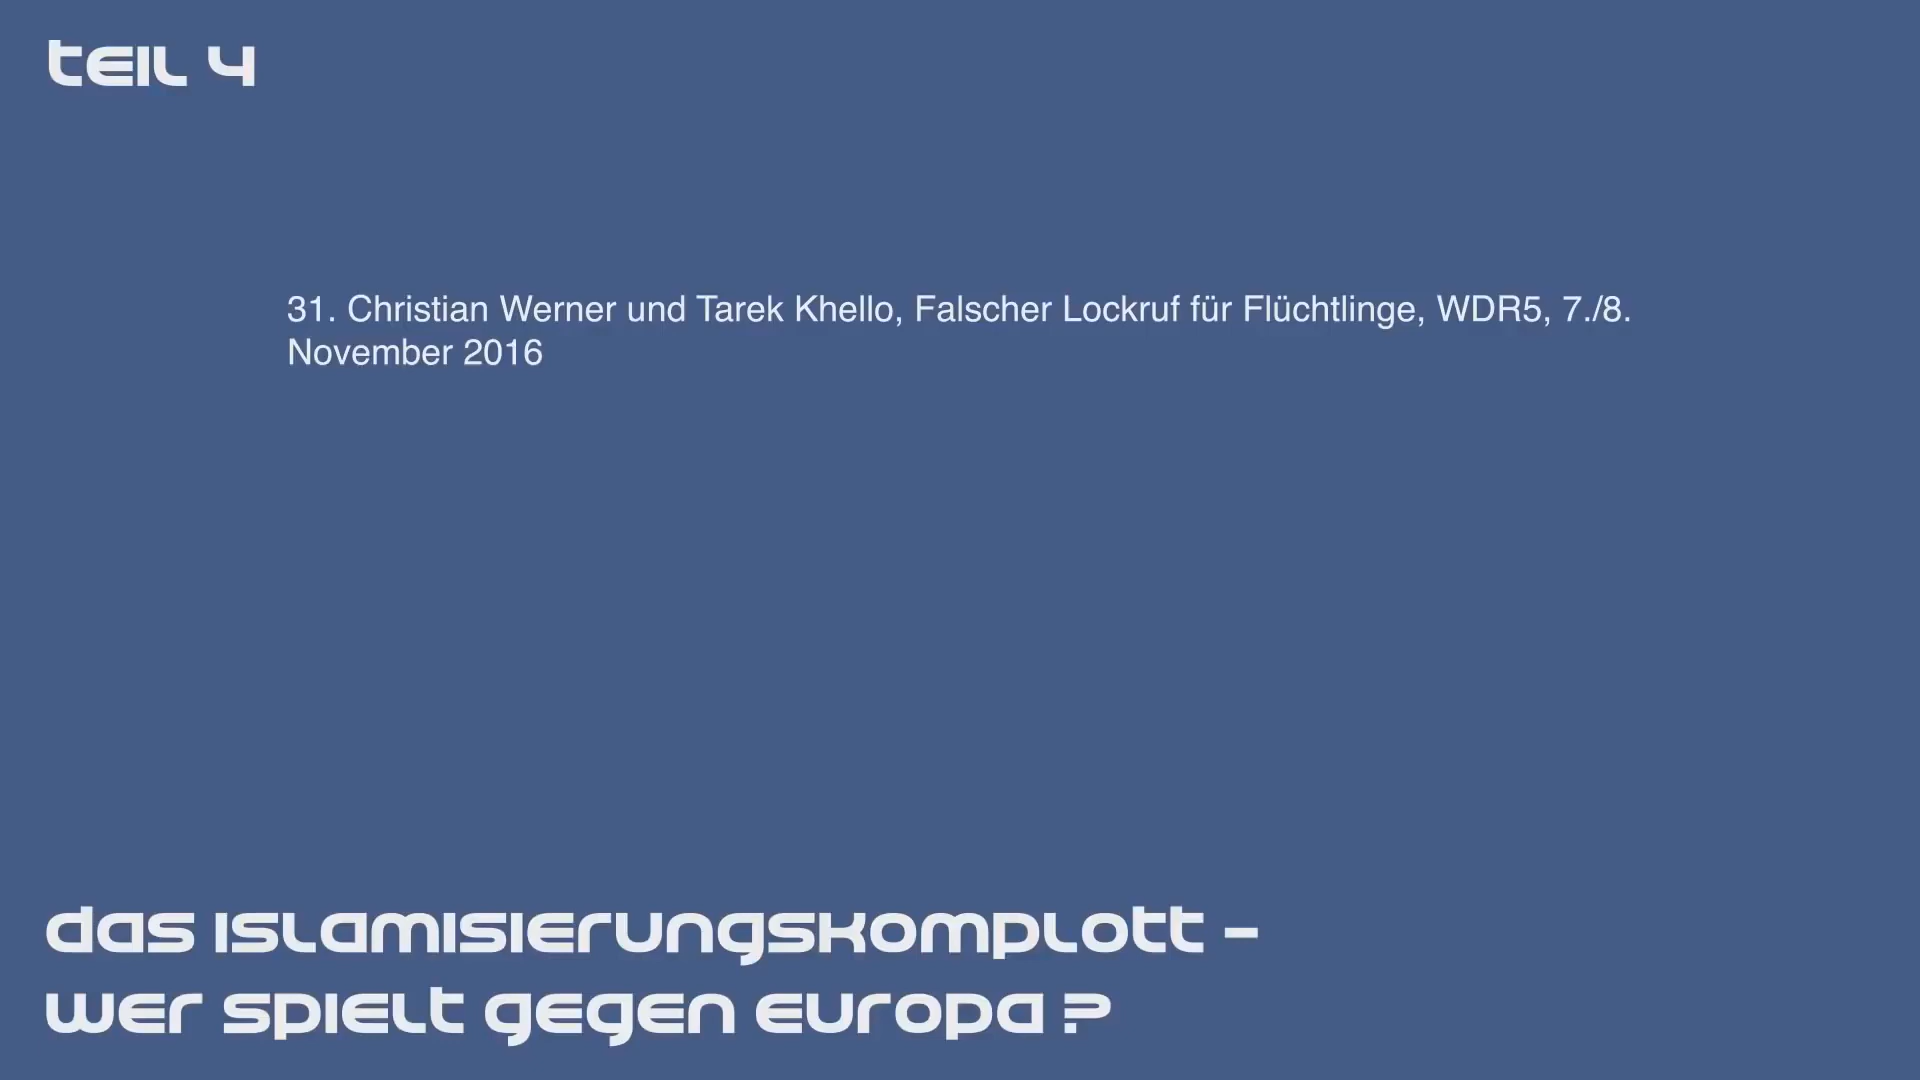 Teil 4
31. Christian Werner und Tarek Khello, Falscher Lockruf für Flüchtlinge, WDR5, 7./8.
November 2016
Das Islamisierungskomplott –
Wer spielt gegen Europa ?